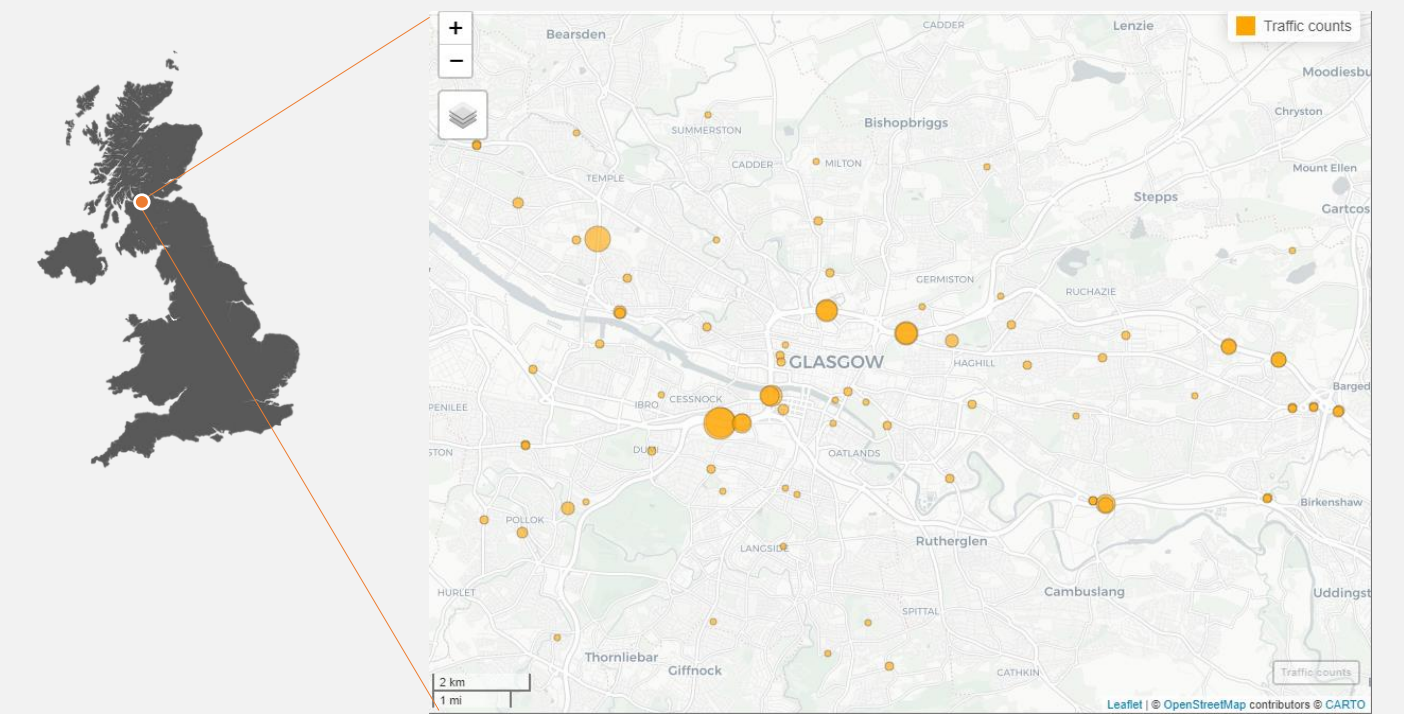 +
−
Traffic counts
Bearsden
CADDER
Lenzie
Moodiesbu
Chryston
SUMMERSTON
Bishopbriggs
CADDER
MILTON
Mount Ellen
TEMPLE
Stepps
Gartcos
GERMISTON
RUCHAZIE
GLASGOW
HAGHILL
Barged
PENILEE
IBRO
CESSNOCK
STON
OATLANDS
Birkenshaw
POLLOK
LANGSIDE
Rutherglen
HURLET
Cambuslang
Uddingst
SPITTAL
Thornliebar
Giffnock
CATHKIN
Traffic counts
2 km
1 mi
Leaflet | © OpenStreetMap contributors © CARTO